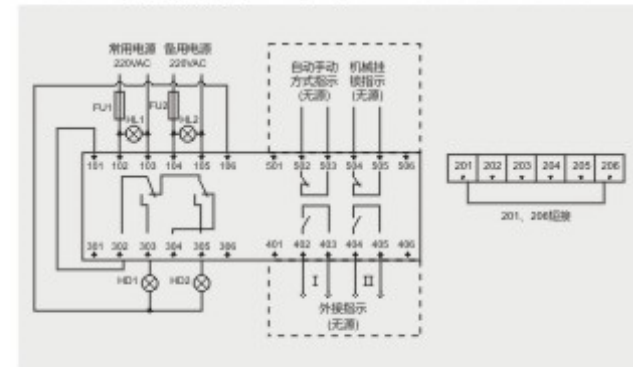 常用电源 备用电源
220VAC 220VAC
自动手动 机械挂
方式指示 锁指示
(无源) (无源)
FU1 HL1 FU2 HL2
101 102 103 104 105 106 501 502 503 504 505 506
201 202 203 204 205 206
201、206短接
301 302 303 304 305 306 401 402 403 404 405 406
HD1 HD2 I II
外接指示
(无源)